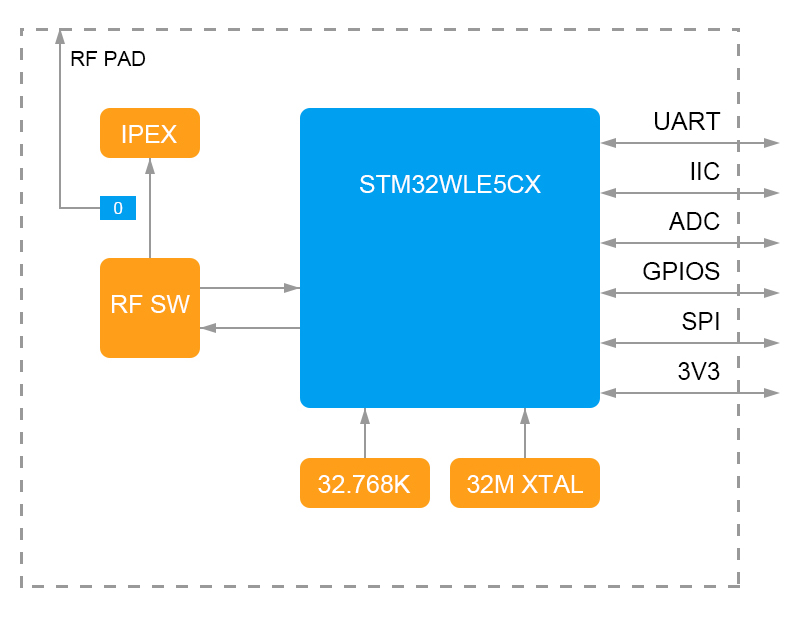 RF PAD
IPEX
0
RF SW
STM32WLE5CX
UART
IIC
ADC
GPIOS
SPI
3V3
32.768K
32M XTAL